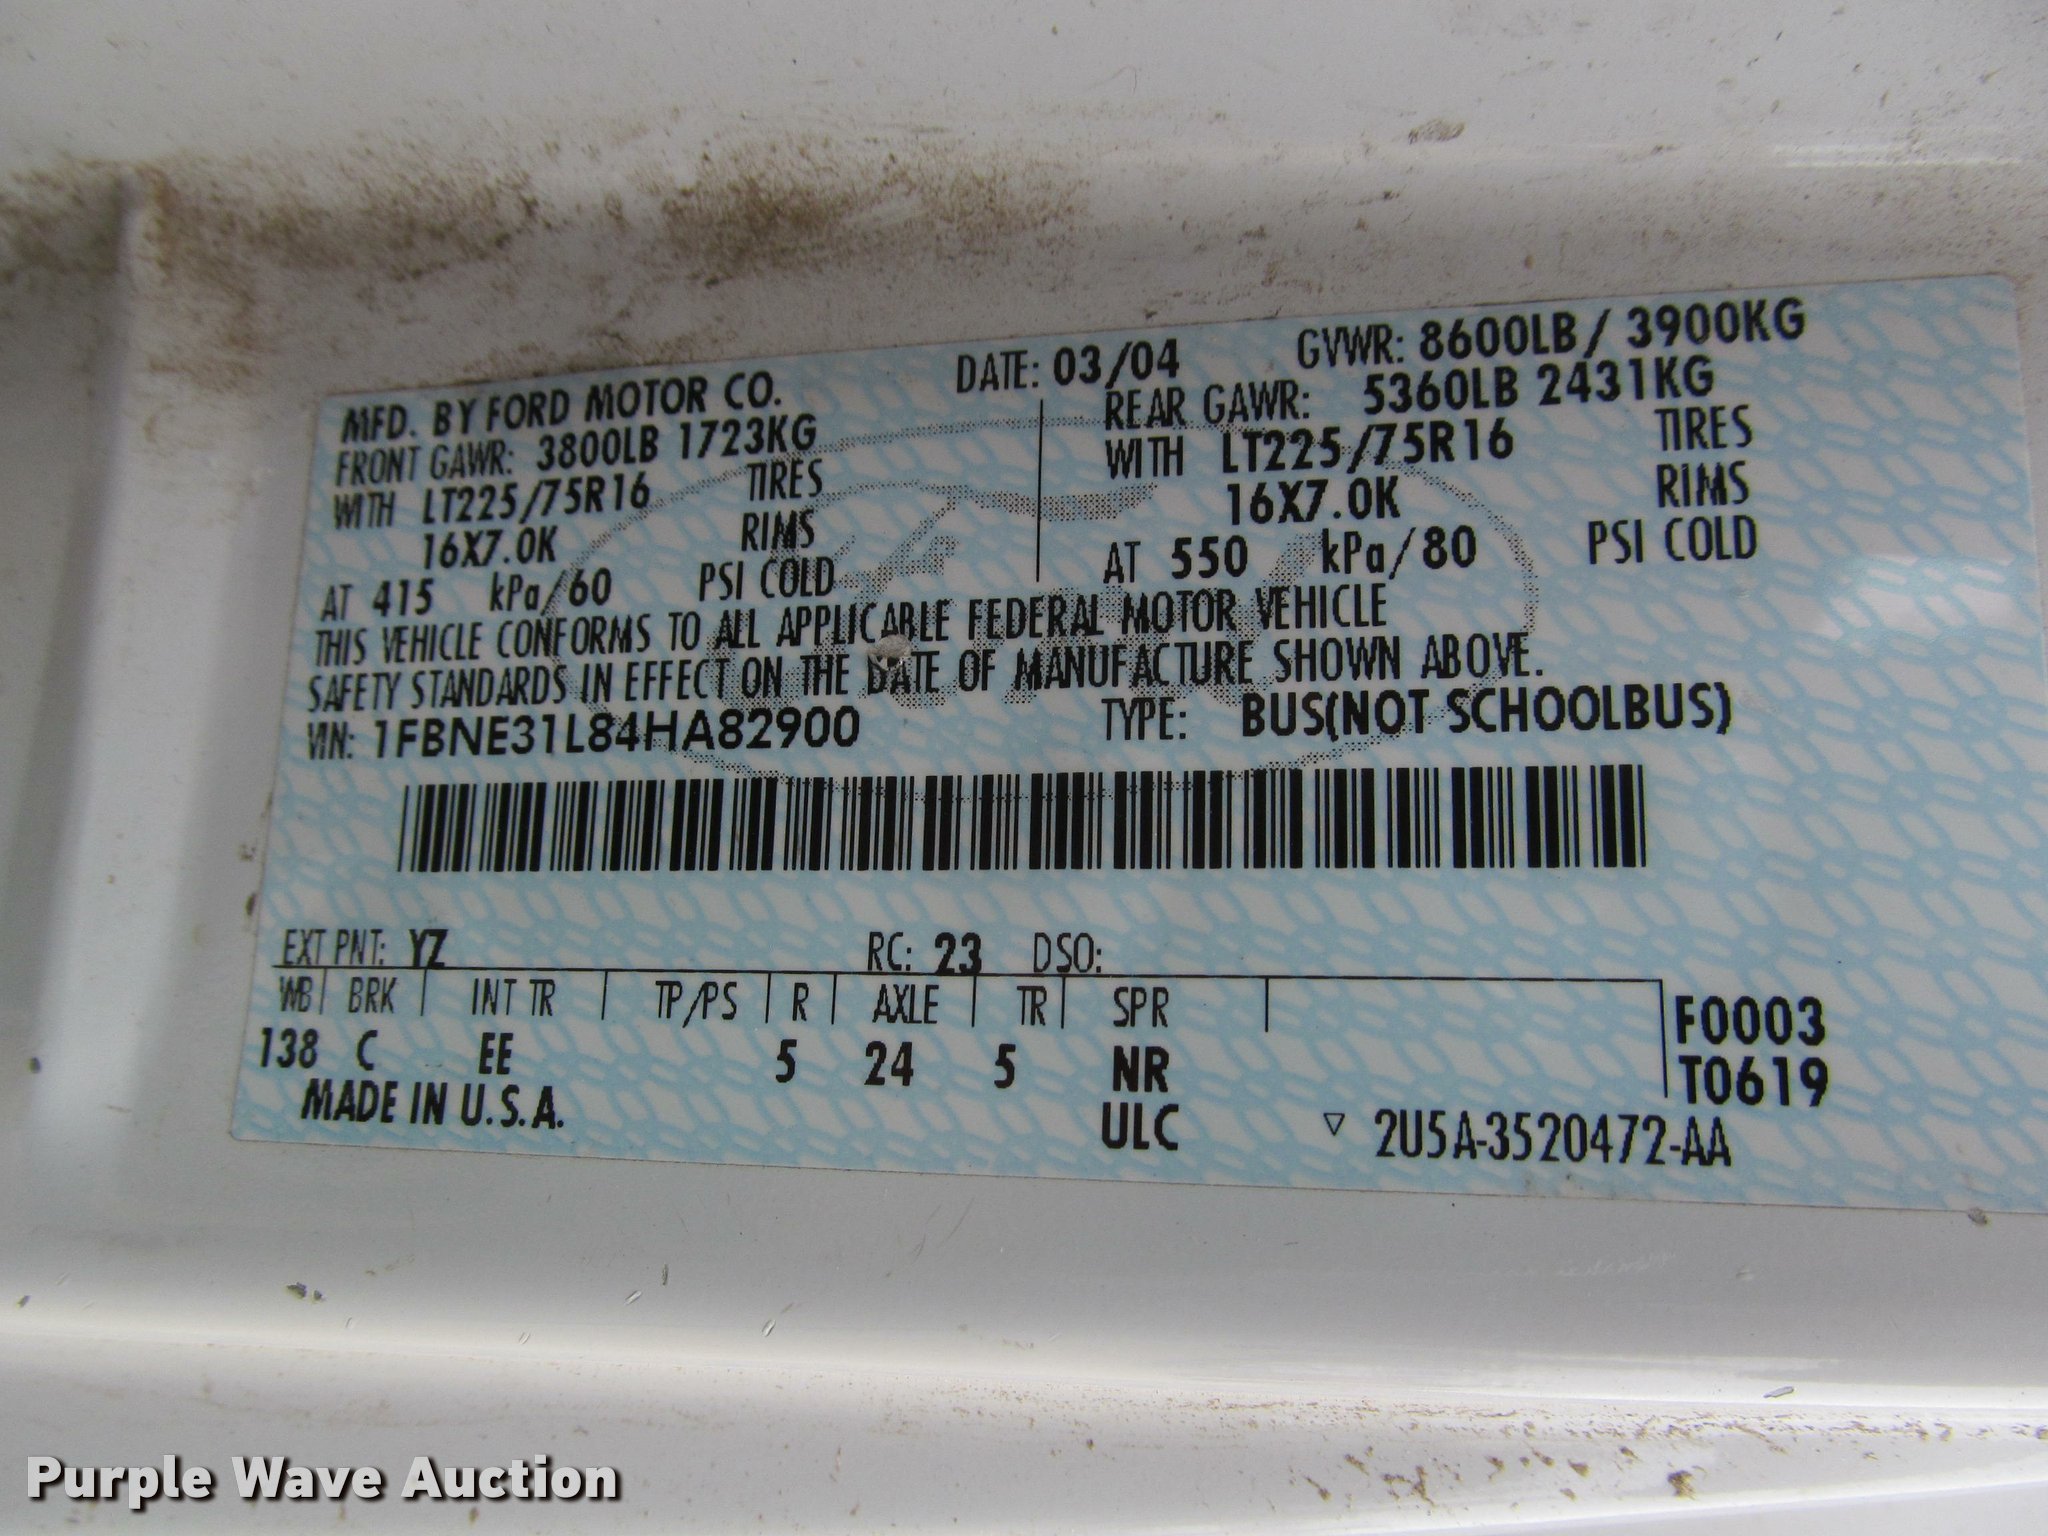 MFD. BY FORD MOTOR CO. DATE: 03/04 GVWR: 8600LB/ 3900KG
FRONT GAWR: 3800LB 1723KG REAR GAWR: 5360LB 2431KG
WITH LT225/75R16 TIRES WITH LT225/75R16 TIRES
16X7.0K RIMS 16X7.0K RIMS
AT 415 kPa/60 PSI COLD AT 550 kPa/80 PSI COLD
THIS VEHICLE CONFORMS TO ALL APPLICABLE FEDERAL MOTOR VEHICLE
SAFETY STANDARDS IN EFFECT ON THE DATE OF MANUFACTURE SHOWN ABOVE.
VIN: 1FBNE31L84HA82900 TYPE: BUS(NOT SCHOOLBUS)
EXT PNT: YZ RC: 23 DSO:
WB BRK INT TR TP/PS R AXLE TR SPR F0003
138 C EE 5 24 5 NR T0619
MADE IN U.S.A. ULC ▽ 2U5A-3520472-AA
Purple Wave Auction